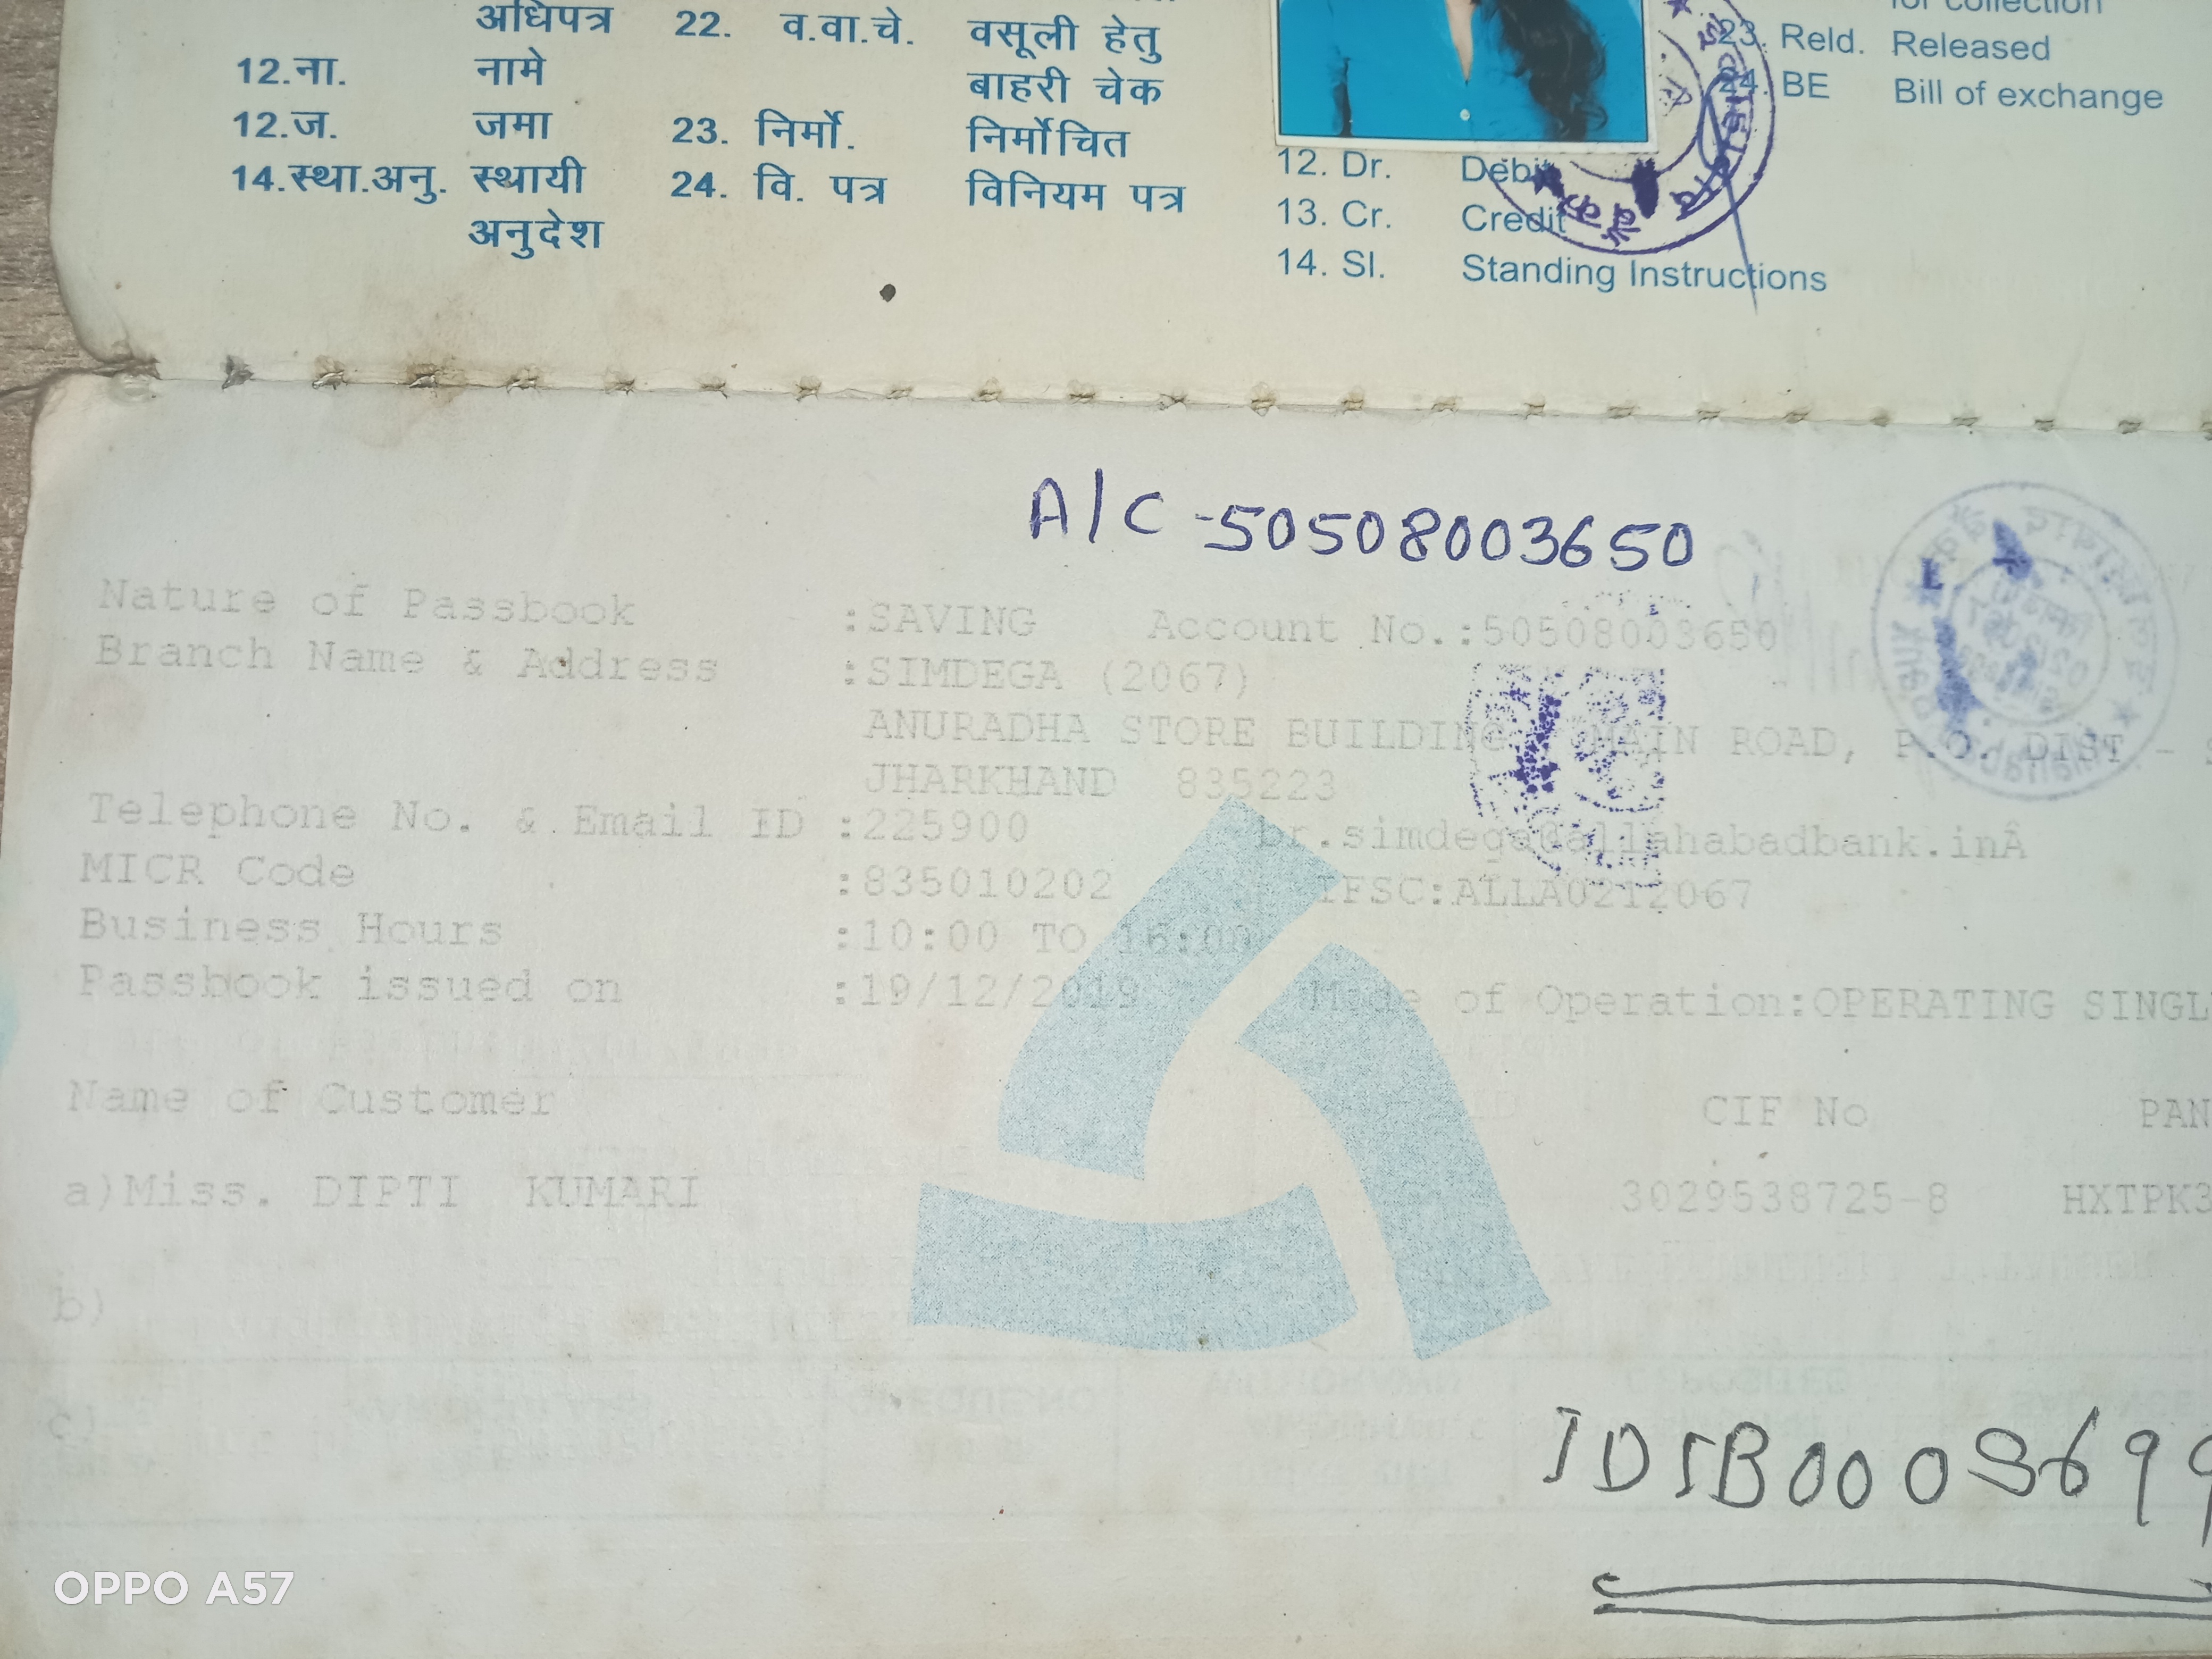 अधिपत्र 22. व.वा.चे. वसूली हेतु
12.ना. नामे बाहरी चेक
12.ज. जमा 23. निर्मो. निर्मोचित
14.स्था.अनु. स्थायी 24. वि. पत्र विनियम पत्र
अनुदेश
for collection
23. Reld. Released
24. BE Bill of exchange
12. Dr. Debit
13. Cr. Credit
14. SI. Standing Instructions
A/C -50508003650
Nature of Passbook :SAVING Account No.:50508003650
Branch Name & Address :SIMDEGA (2067)
ANURADHA STORE BUILDING, MAIN ROAD, P.O. DIST -
JHARKHAND 835223
Telephone No. & Email ID :225900 br.simdega@allahabadbank.inÂ
MICR Code :835010202 IFSC:ALLA0212067
Business Hours :10:00 TO 16:00
Passbook issued on :19/12/2019 Mode of Operation:OPERATING SINGL
Name of Customer CIF No PAN
a)Miss. DIPTI KUMARI 3029538725-8 HXTPK3
b)
c)
IDIB000S699
OPPO A57